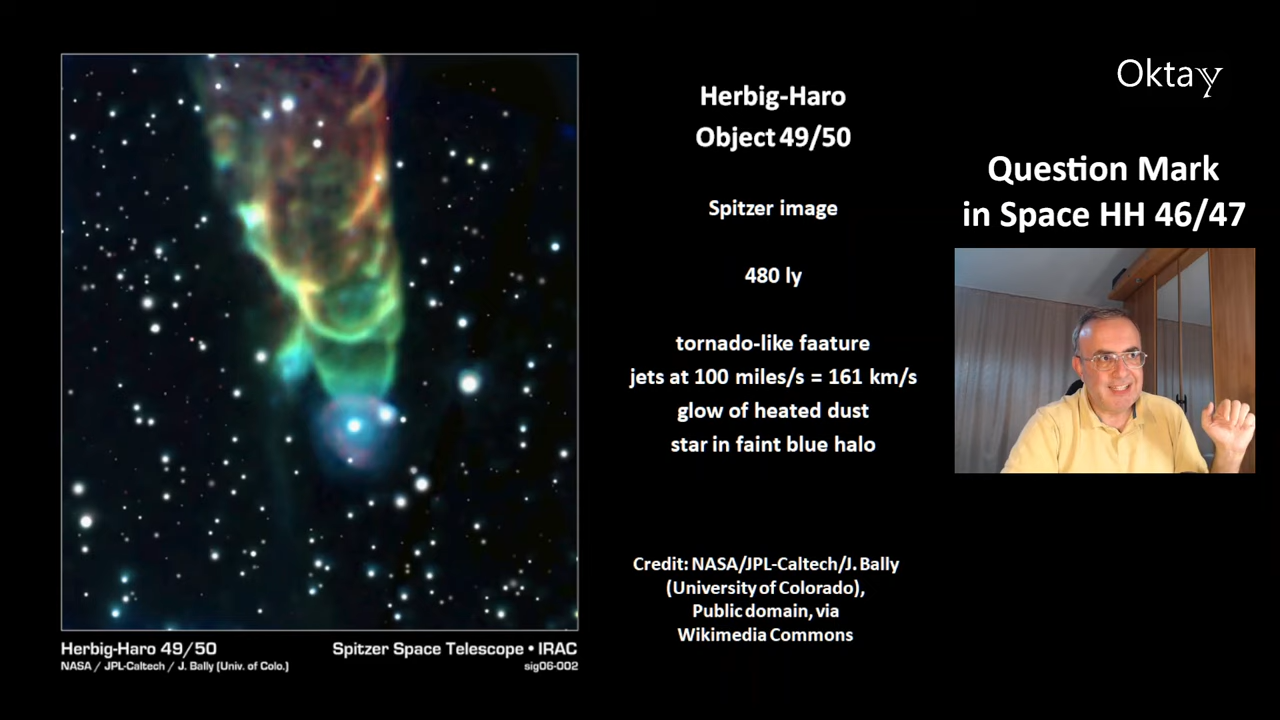 Herbig-Haro
Object 49/50
Spitzer image
480 ly
tornado-like faature
jets at 100 miles/s = 161 km/s
glow of heated dust
star in faint blue halo
Credit: NASA/JPL-Caltech/J. Bally
(University of Colorado),
Public domain, via
Wikimedia Commons
Herbig-Haro 49/50
NASA / JPL-Caltech / J. Bally (Univ. of Colo.)
Spitzer Space Telescope • IRAC
sig06-002
Oktay
Question Mark
in Space HH 46/47